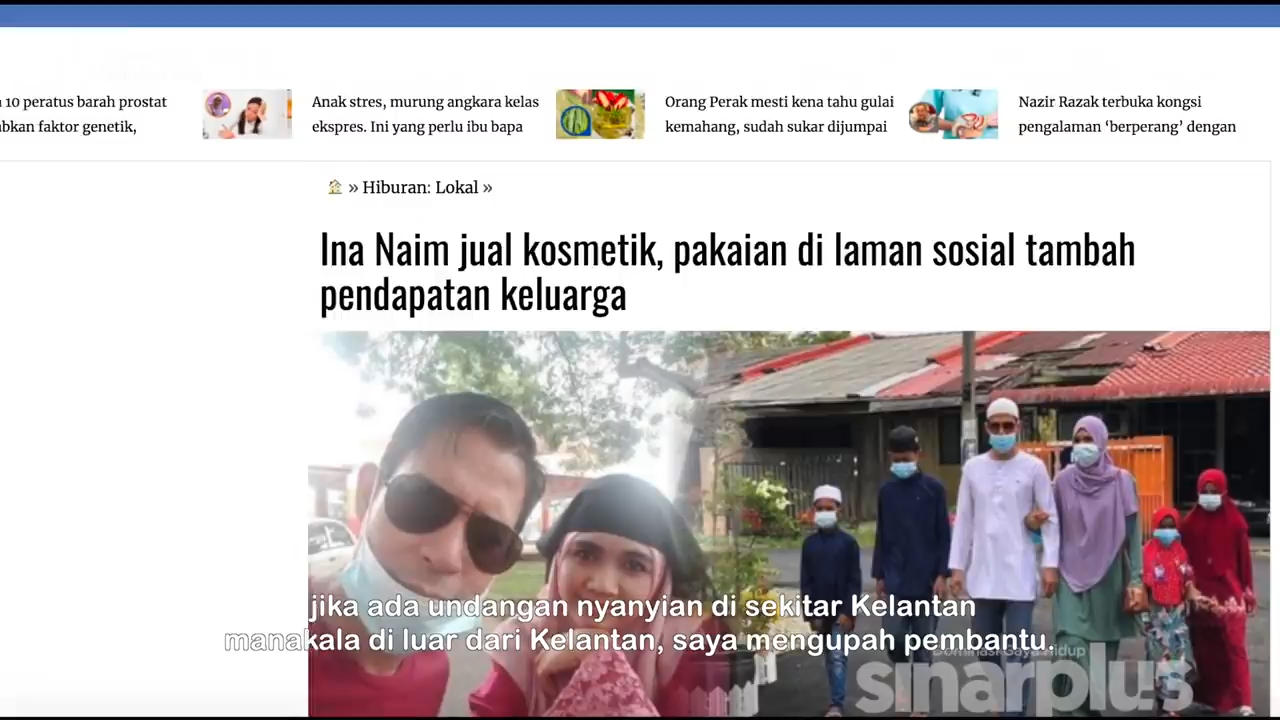 10 peratus barah prostat
bkan faktor genetik,
Anak stres, murung angkara kelas
ekspres. Ini yang perlu ibu bapa
Orang Perak mesti kena tahu gulai
kemahang, sudah sukar dijumpai
Nazir Razak terbuka kongsi
pengalaman ‘berperang’ dengan
» Hiburan: Lokal »
Ina Naim jual kosmetik, pakaian di laman sosial tambah
pendapatan keluarga
jika ada undangan nyanyian di sekitar Kelantan
manakala di luar dari Kelantan, saya mengupah pembantu.
Dominasi Gaya Hidup
sinarplus